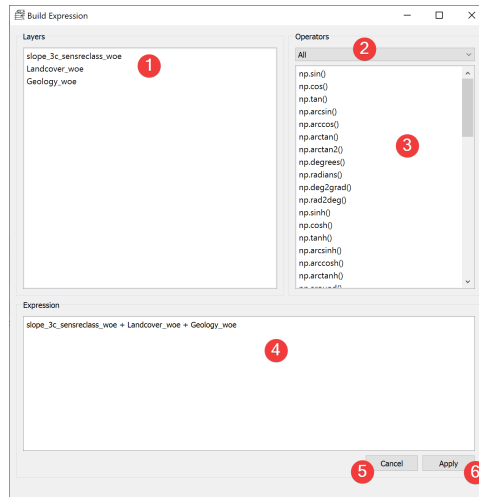 Build Expression
Layers
slope_3c_sensreclass_woe
Landcover_woe
Geology_woe
1
Operators
All
2
np.sin()
np.cos()
np.tan()
np.arcsin()
np.arccos()
np.arctan()
np.arctan2()
np.degrees()
np.radians()
np.deg2grad()
np.rad2deg()
np.sinh()
np.cosh()
np.tanh()
np.arcsinh()
np.arccosh()
np.arctanh()
np.around()
3
Expression
slope_3c_sensreclass_woe + Landcover_woe + Geology_woe
4
5 Cancel Apply 6